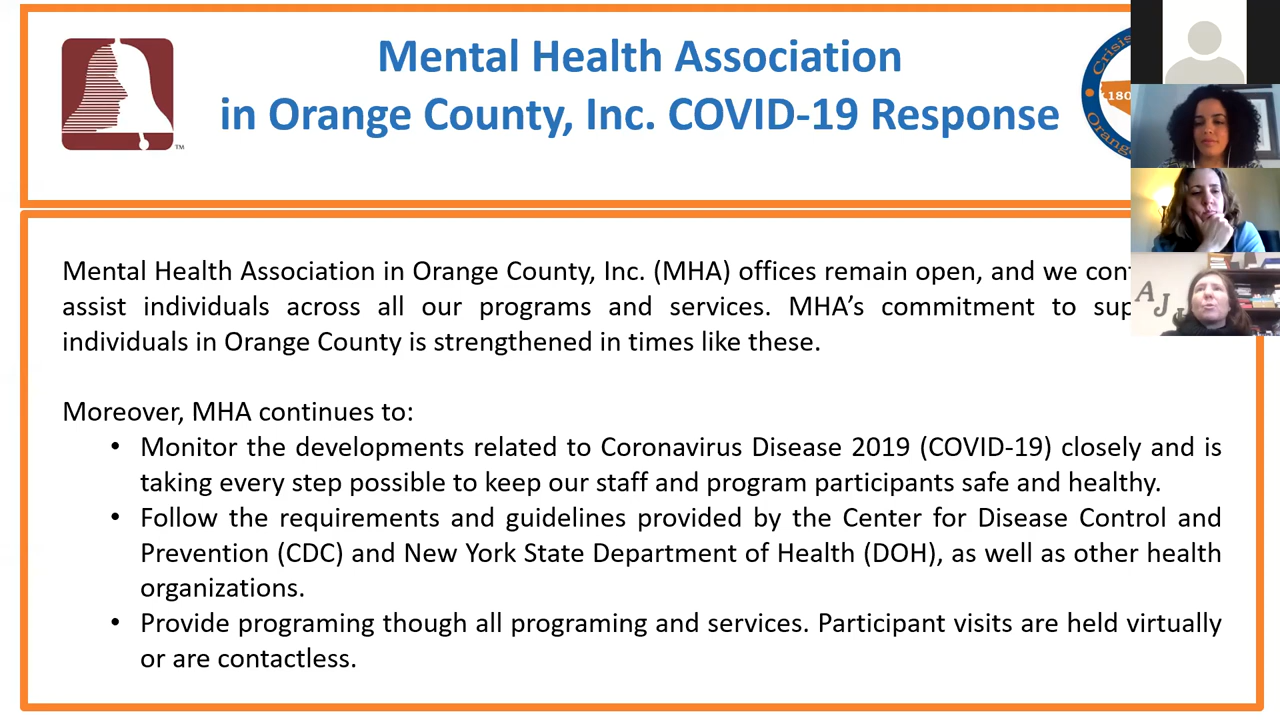 Mental Health Association
in Orange County, Inc. COVID-19 Response
TM
Crisis
180
Orang
Mental Health Association in Orange County, Inc. (MHA) offices remain open, and we con
assist individuals across all our programs and services. MHA’s commitment to sup
individuals in Orange County is strengthened in times like these.
Moreover, MHA continues to:
• Monitor the developments related to Coronavirus Disease 2019 (COVID-19) closely and is
taking every step possible to keep our staff and program participants safe and healthy.
• Follow the requirements and guidelines provided by the Center for Disease Control and
Prevention (CDC) and New York State Department of Health (DOH), as well as other health
organizations.
• Provide programing though all programing and services. Participant visits are held virtually
or are contactless.
A J